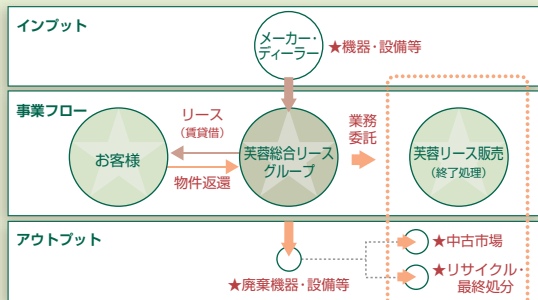 インプット
メーカー・
ディーラー
★機器・設備等
事業フロー
お客様
リース
（賃貸借）
物件返還
芙蓉総合リース
グループ
業務
委託
芙蓉リース販売
（終了処理）
アウトプット
★廃棄機器・設備等
★中古市場
★リサイクル・
最終処分